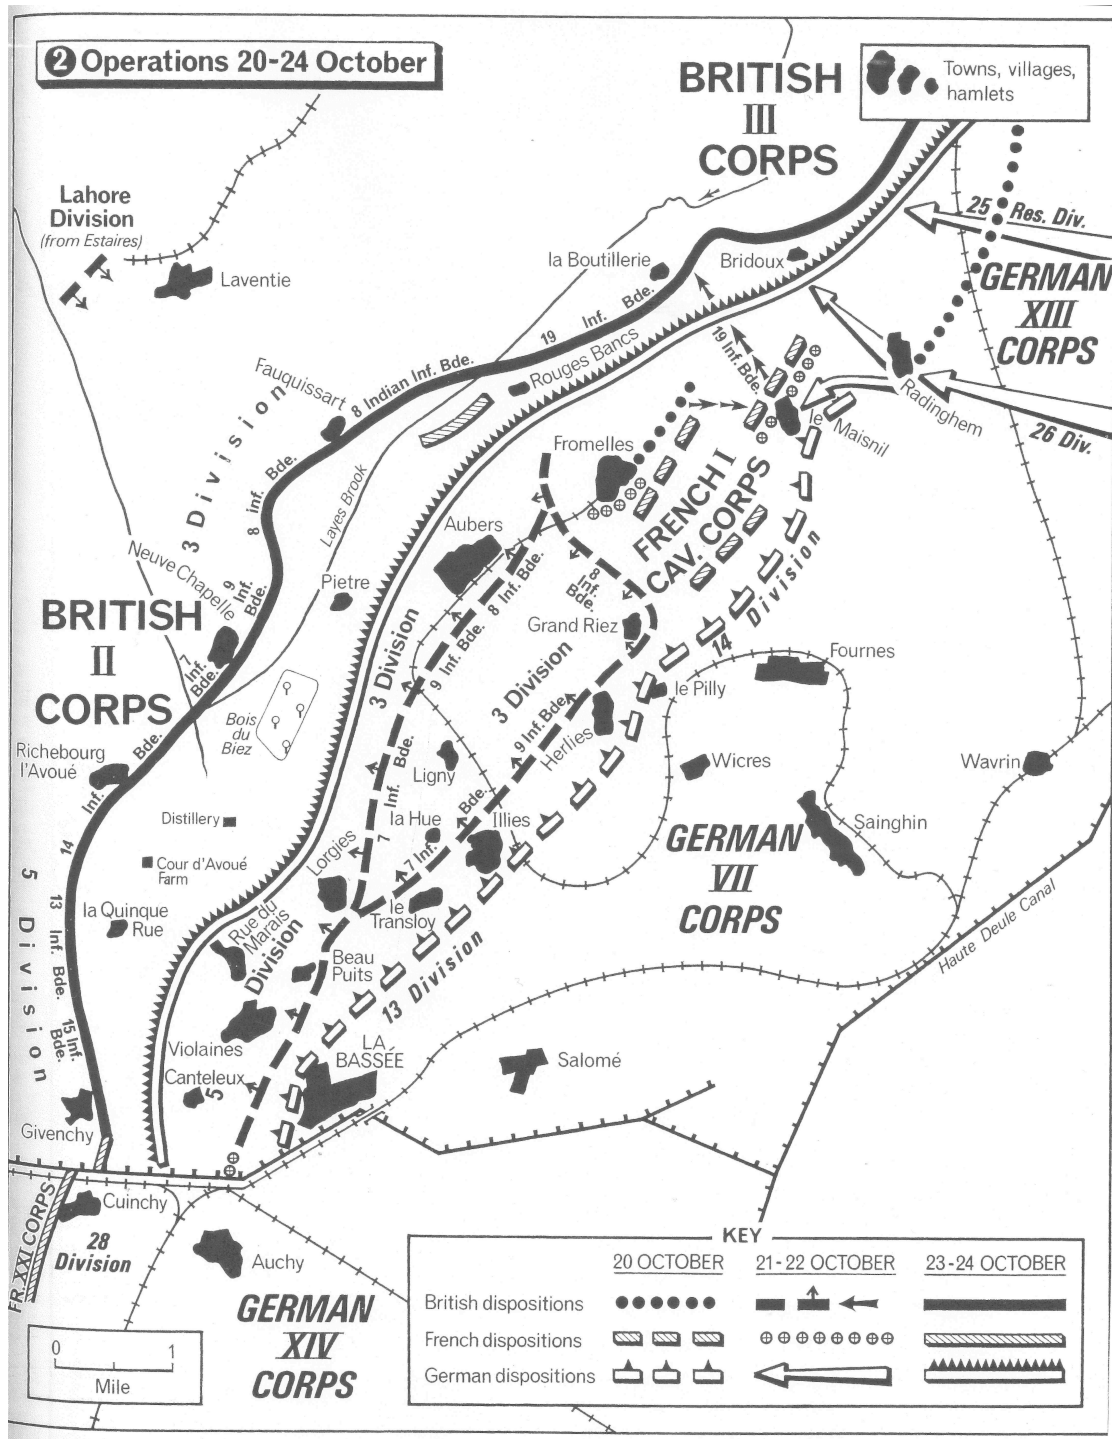 2 Operations 20-24 October
BRITISH
III
CORPS
Towns, villages,
hamlets
Lahore
Division
(from Estaires)
Laventie
25 Res. Div.
la Boutillerie
Bridoux
GERMAN
XIII
CORPS
19 Inf. Bde.
Rouges Bancs
19 Inf. Bde.
Radinghem
26 Div.
Fauquissart
8 Indian Inf. Bde.
le Maisnil
3 Division
8 Inf. Bde.
Layes Brook
Fromelles
FRENCH I
CAV. CORPS
Aubers
Neuve Chapelle
9 Inf. Bde.
Pietre
8 Inf. Bde.
8
Inf.
Bde.
14 Division
BRITISH
II
CORPS
7 Inf. Bde.
3 Division
9 Inf. Bde.
Grand Riez
3 Division
Fournes
le Pilly
Bois
du
Biez
9 Inf. Bde.
Herlies
Richebourg
l'Avoué
Ligny
Wicres
Wavrin
14 Inf. Bde.
Distillery
7 Inf. Bde.
la Hue
Illies
Sainghin
GERMAN
VII
CORPS
Cour d'Avoué
Farm
Lorgies
7 Inf. Bde.
5 Division
13 Inf. Bde.
la Quinque
Rue
Rue du
Marais
le
Transloy
Haute Deule Canal
5 Division
Beau
Puits
13 Division
15 Inf. Bde.
Violaines
LA
BASSÉE
Salomé
Canteleux
Givenchy
FR. XXI CORPS
Cuinchy
28
Division
Auchy
GERMAN
XIV
CORPS
0 1
Mile
KEY
20 OCTOBER 21-22 OCTOBER 23-24 OCTOBER
British dispositions
French dispositions
German dispositions